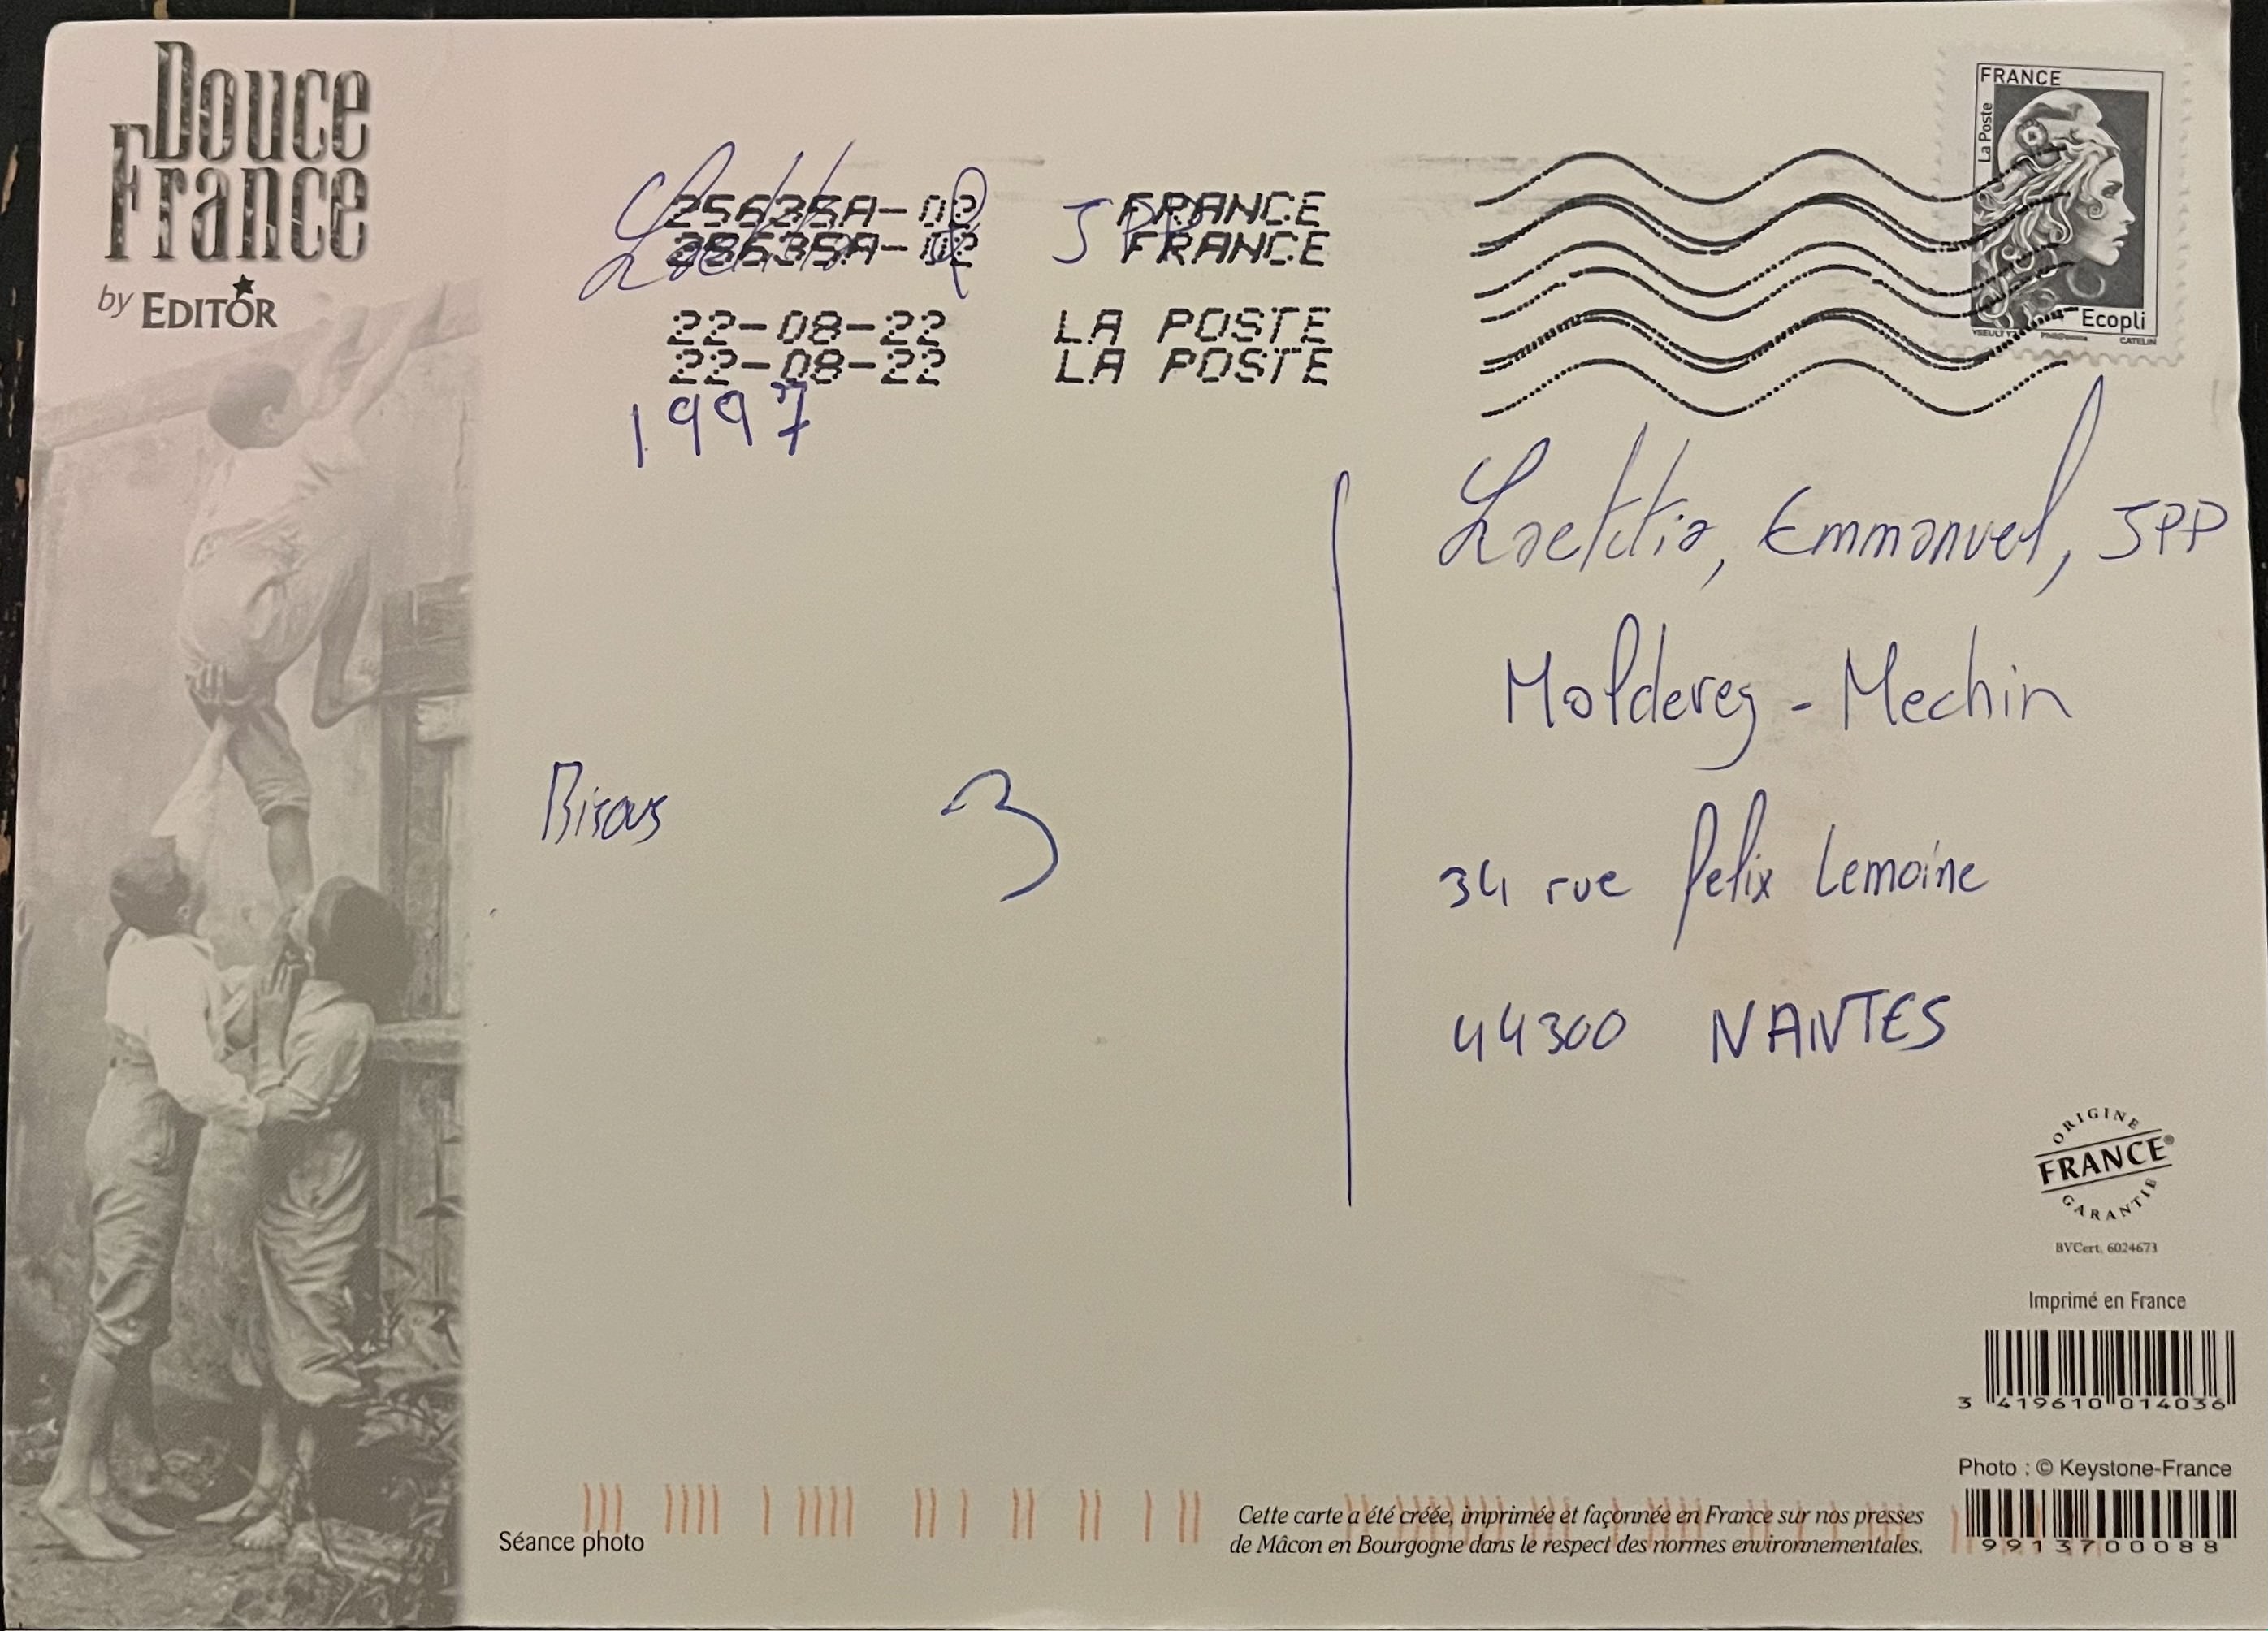 Douce
France
by EDITOR
25635A-02 FRANCE
25635A-02 FRANCE
22-08-22 LA POSTE
22-08-22 LA POSTE
FRANCE
La Poste
Ecopli
CATELIN
JPP
1997
Bisous
Laetitia, Emmanuel, JPP
Molderez - Mechin
34 rue felix Lemoine
44300 NANTES
ORIGINE
FRANCE®
GARANTIE
BVCert. 6024673
Imprimé en France
3 419610 014036
Photo : © Keystone-France
9913700088
Séance photo
Cette carte a été créée, imprimée et façonnée en France sur nos presses
de Mâcon en Bourgogne dans le respect des normes environnementales.